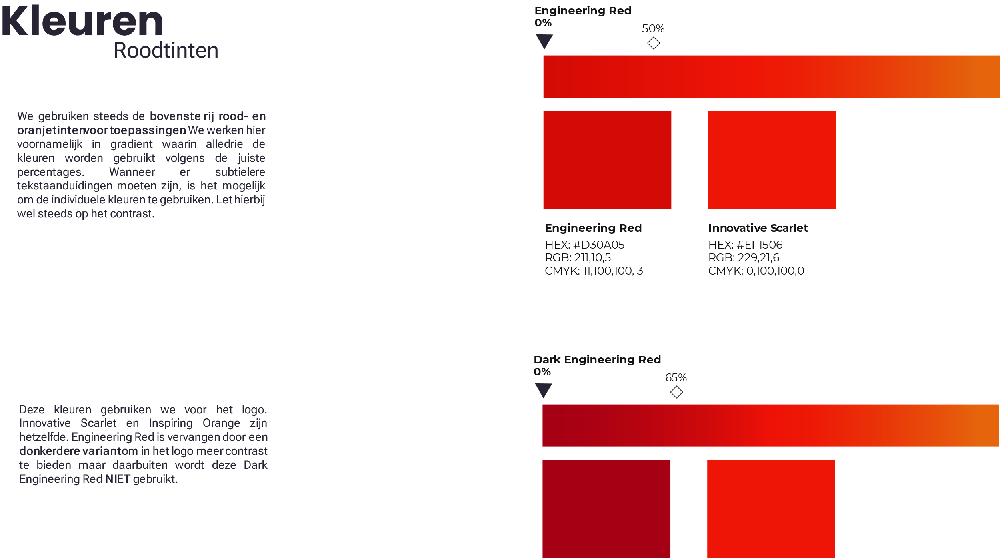 Kleuren
Roodtinten
We gebruiken steeds de bovenste rij rood- en
oranjetinten voor toepassingen. We werken hier
voornamelijk in gradient waarin alledrie de
kleuren worden gebruikt volgens de juiste
percentages. Wanneer er subtielere
tekstaanduidingen moeten zijn, is het mogelijk
om de individuele kleuren te gebruiken. Let hierbij
wel steeds op het contrast.
Engineering Red
0%
50%
Engineering Red
HEX: #D30A05
RGB: 211,10,5
CMYK: 11,100,100, 3
Innovative Scarlet
HEX: #EF1506
RGB: 229,21,6
CMYK: 0,100,100,0
Deze kleuren gebruiken we voor het logo.
Innovative Scarlet en Inspiring Orange zijn
hetzelfde. Engineering Red is vervangen door een
donkerdere variant om in het logo meer contrast
te bieden maar daarbuiten wordt deze Dark
Engineering Red NIET gebruikt.
Dark Engineering Red
0%
65%